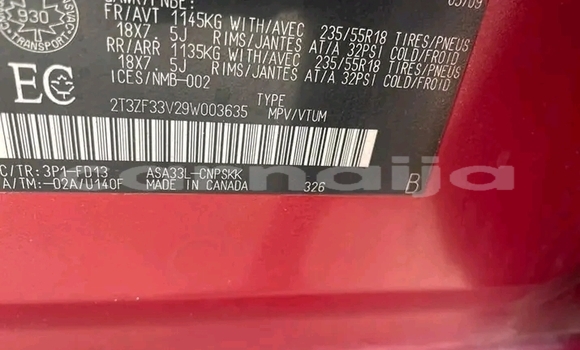 05/09
930
TRANSPORT
FR/AVT 1145KG WITH/AVEC 235/55R18 TIRES/PNEUS
18X7. 5J RIMS/JANTES AT/A 32PSI COLD/FROID
RR/ARR 1135KG WITH/AVEC 235/55R18 TIRES/PNEUS
18X7. 5J RIMS/JANTES AT/A 32PSI COLD/FROID
ICES/NMB-002
EC
TYPE
2T3ZF33V29W003635 MPV/VTUM
C/TR: 3P1-FD13 ASA33L-CNPSKK
A/TM:-02A/U140F MADE IN CANADA 326 B
naija